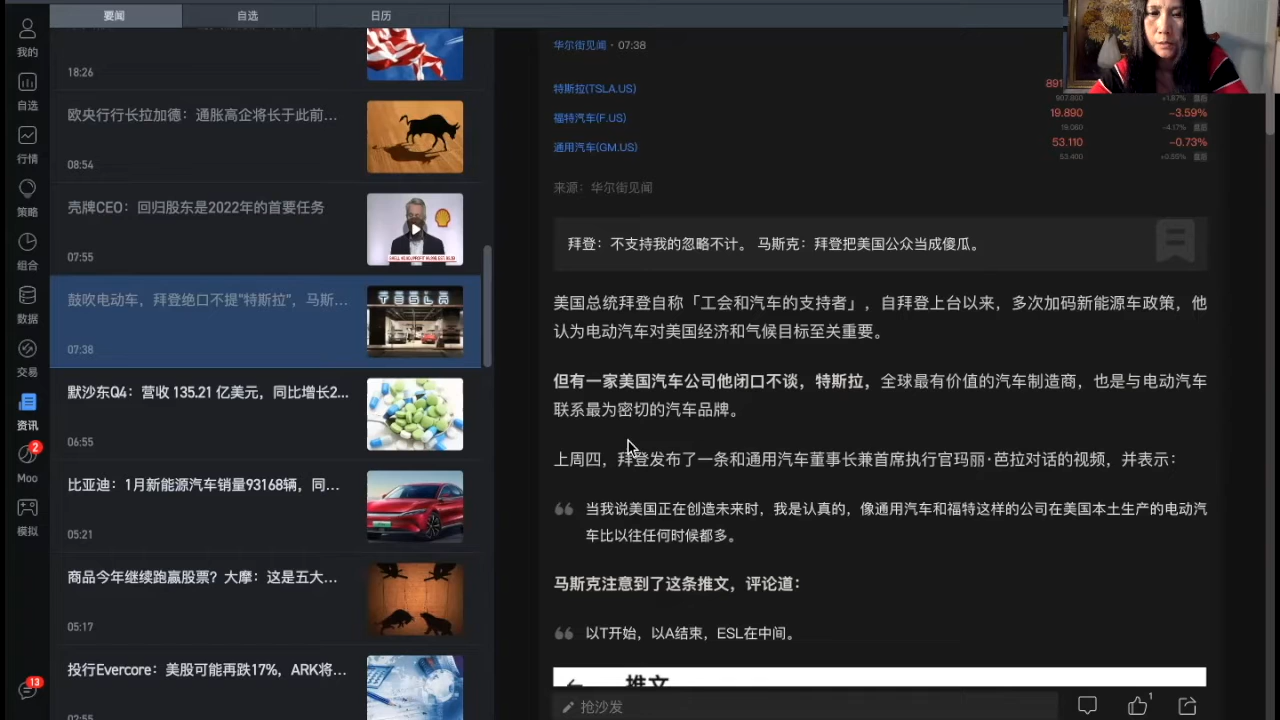 要闻
自选
日历
我的
自选
行情
策略
组合
数据
交易
资讯
2
Moo
模拟
13
18:26
欧央行行长拉加德：通胀高企将长于此前...
08:54
壳牌CEO：回归股东是2022年的首要任务
07:55
鼓吹电动车，拜登绝口不提"特斯拉"，马斯...
07:38
TESLA
默沙东Q4：营收 135.21 亿美元，同比增长2...
06:55
比亚迪：1月新能源汽车销量93168辆，同...
05:21
商品今年继续跑赢股票？大摩：这是五大...
05:17
投行Evercore：美股可能再跌17%，ARK将...
02:55
华尔街见闻 · 07:38
特斯拉(TSLA.US)
891
907.800
+1.87%
福特汽车(F.US)
19.890
-3.59%
19.060
-4.17%
通用汽车(GM.US)
53.110
-0.73%
53.400
来源：华尔街见闻
拜登：不支持我的忽略不计。 马斯克：拜登把美国公众当成傻瓜。
美国总统拜登自称「工会和汽车的支持者」，自拜登上台以来，多次加码新能源车政策，他
认为电动汽车对美国经济和气候目标至关重要。
但有一家美国汽车公司他闭口不谈，特斯拉，全球最有价值的汽车制造商，也是与电动汽车
联系最为密切的汽车品牌。
上周四，拜登发布了一条和通用汽车董事长兼首席执行官玛丽·芭拉对话的视频，并表示：
当我说美国正在创造未来时，我是认真的，像通用汽车和福特这样的公司在美国本土生产的电动汽
车比以往任何时候都多。
马斯克注意到了这条推文，评论道：
以T开始，以A结束，ESL在中间。
推文
抢沙发
1